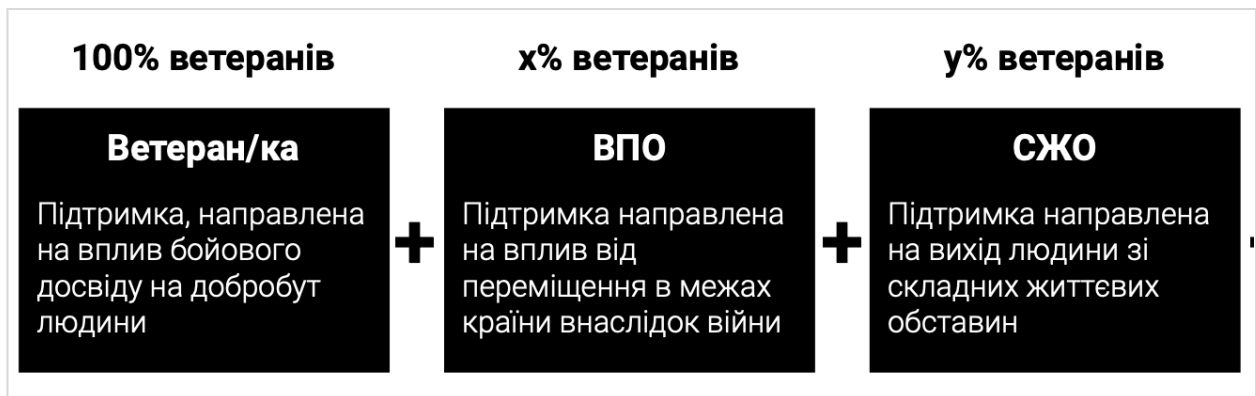 100% ветеранів
x% ветеранів
y% ветеранів
Ветеран/ка
Підтримка, направлена
на вплив бойового
досвіду на добробут
людини
+
ВПО
Підтримка направлена
на вплив від
переміщення в межах
країни внаслідок війни
+
СЖО
Підтримка направлена
на вихід людини зі
складних життєвих
обставин